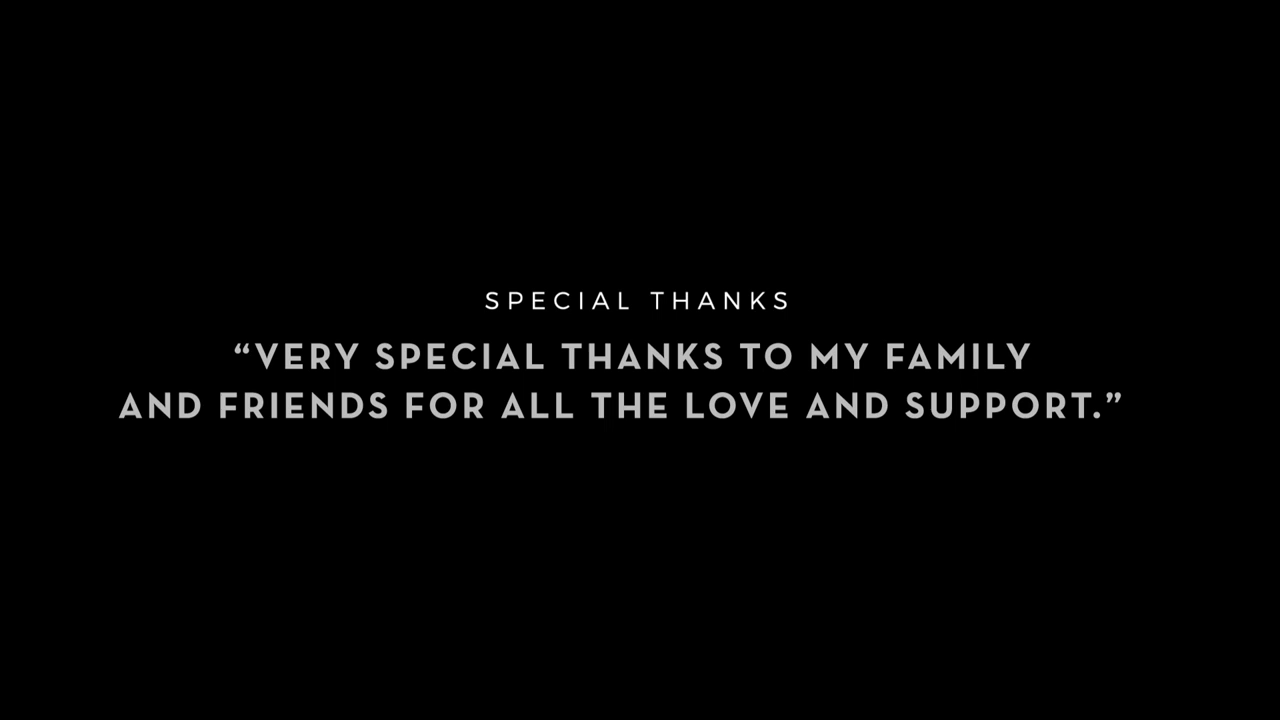 SPECIAL THANKS
“VERY SPECIAL THANKS TO MY FAMILY
AND FRIENDS FOR ALL THE LOVE AND SUPPORT.”